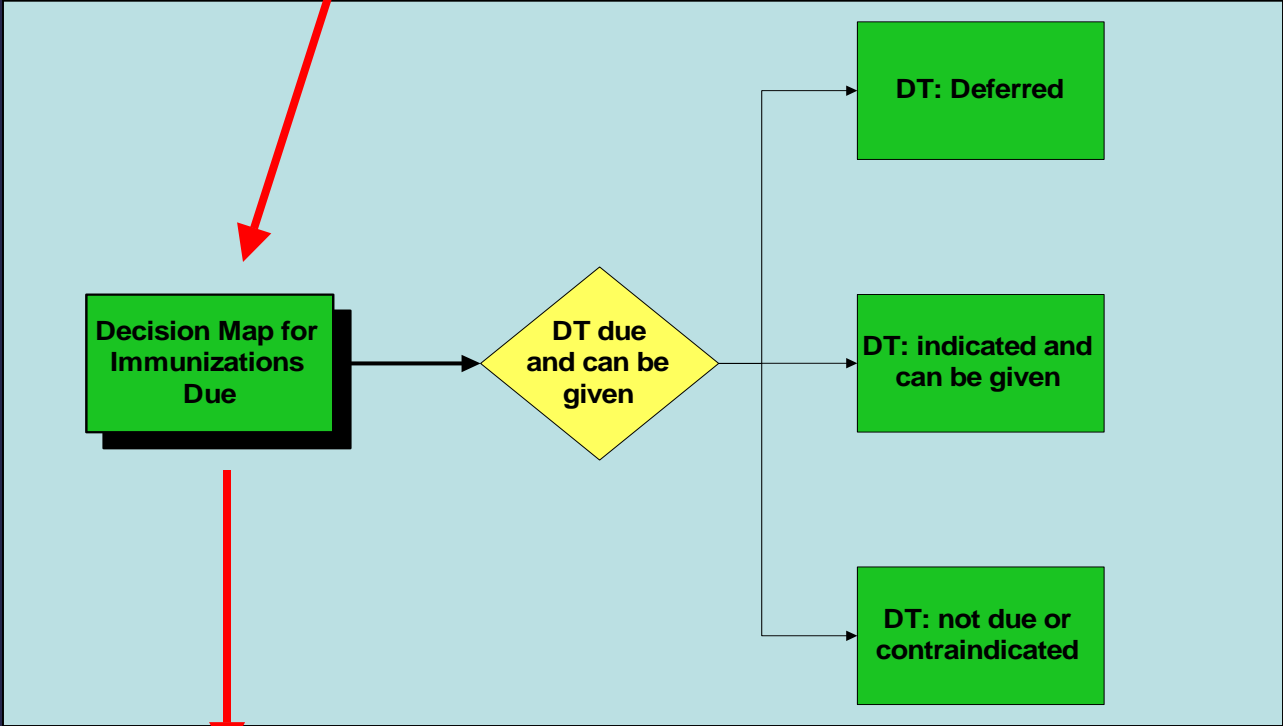 DT: Deferred
Decision Map for
Immunizations
Due
DT due
and can be
given
DT: indicated and
can be given
DT: not due or
contraindicated